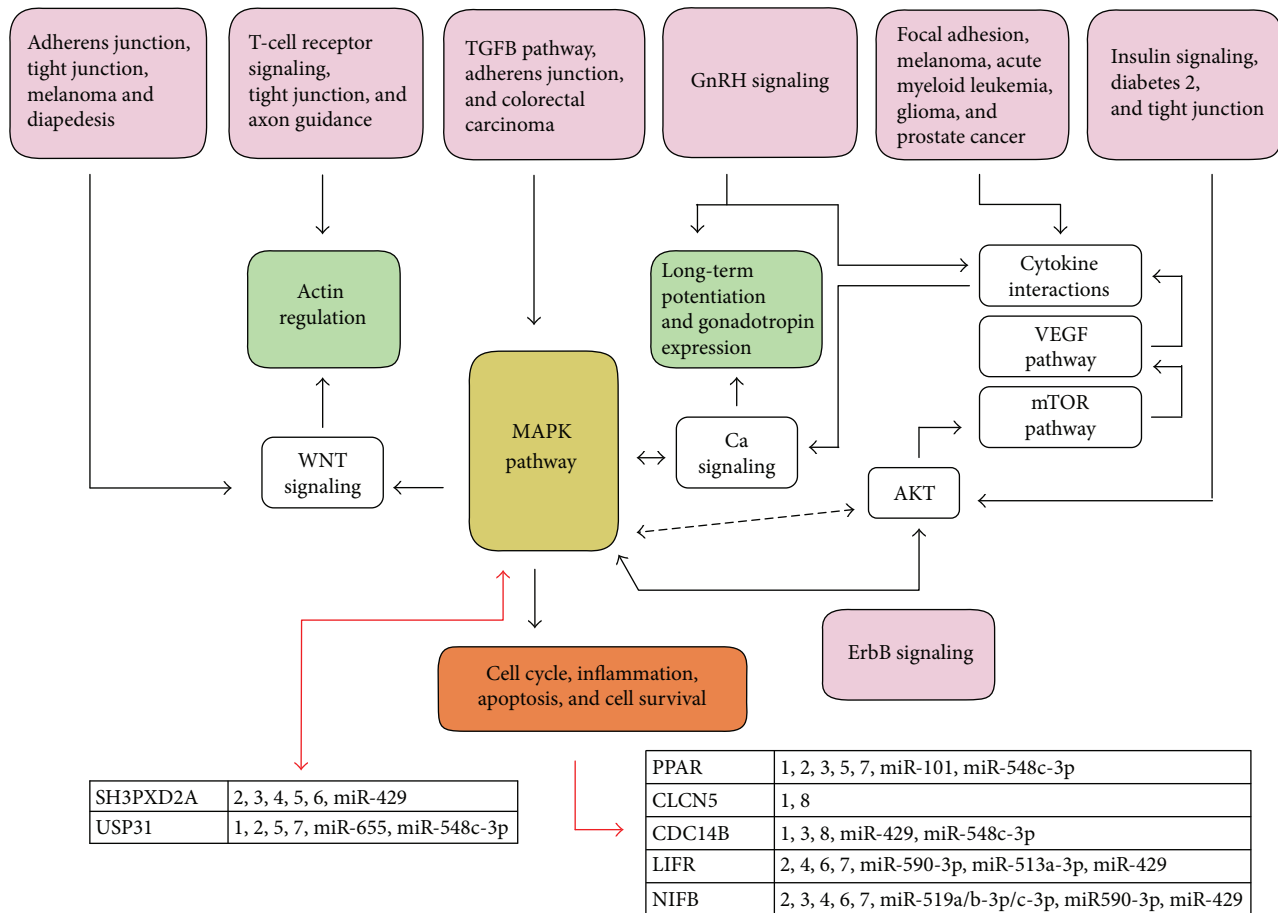 Adherens junction,
tight junction,
melanoma and
diapedesis
T-cell receptor
signaling,
tight junction, and
axon guidance
TGFB pathway,
adherens junction,
and colorectal
carcinoma
GnRH signaling
Focal adhesion,
melanoma, acute
myeloid leukemia,
glioma, and
prostate cancer
Insulin signaling,
diabetes 2,
and tight junction
Actin
regulation
Long-term
potentiation
and gonadotropin
expression
Cytokine
interactions
VEGF
pathway
mTOR
pathway
MAPK
pathway
WNT
signaling
Ca
signaling
AKT
ErbB signaling
Cell cycle, inflammation,
apoptosis, and cell survival
SH3PXD2A 2, 3, 4, 5, 6, miR-429
USP31 1, 2, 5, 7, miR-655, miR-548c-3p
PPAR 1, 2, 3, 5, 7, miR-101, miR-548c-3p
CLCN5 1, 8
CDC14B 1, 3, 8, miR-429, miR-548c-3p
LIFR 2, 4, 6, 7, miR-590-3p, miR-513a-3p, miR-429
NIFB 2, 3, 4, 6, 7, miR-519a/b-3p/c-3p, miR590-3p, miR-429